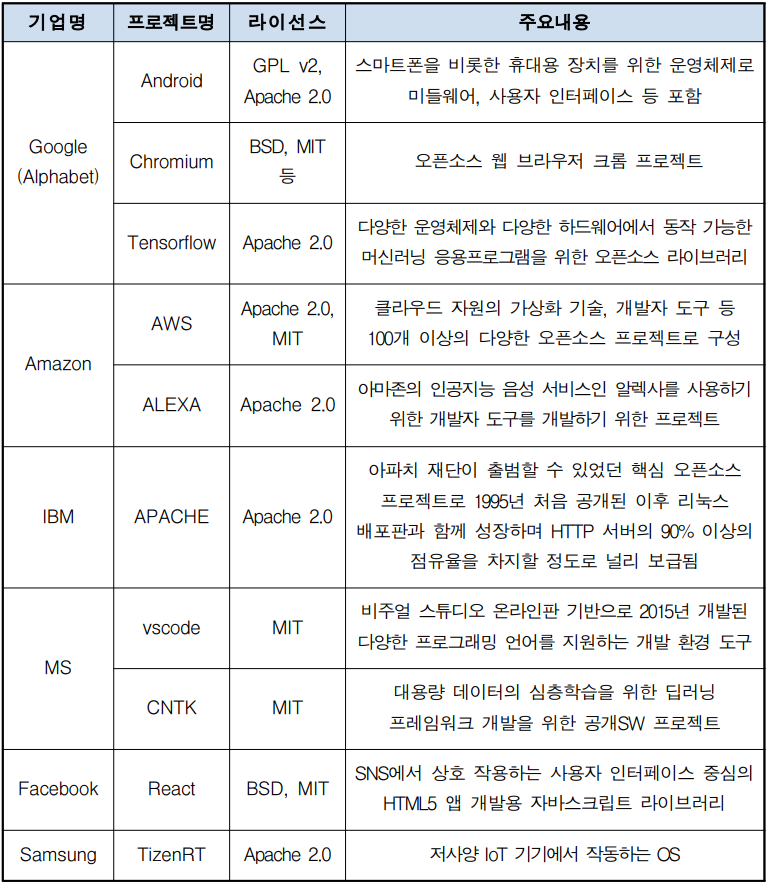 기업명 프로젝트명 라이선스 주요내용
Google
(Alphabet)
Android
GPL v2,
Apache 2.0
스마트폰을 비롯한 휴대용 장치를 위한 운영체제로
미들웨어, 사용자 인터페이스 등 포함
Chromium
BSD, MIT
등
오픈소스 웹 브라우저 크롬 프로젝트
Tensorflow
Apache 2.0
다양한 운영체제와 다양한 하드웨어에서 동작 가능한
머신러닝 응용프로그램을 위한 오픈소스 라이브러리
Amazon
AWS
Apache 2.0,
MIT
클라우드 자원의 가상화 기술, 개발자 도구 등
100개 이상의 다양한 오픈소스 프로젝트로 구성
ALEXA
Apache 2.0
아마존의 인공지능 음성 서비스인 알렉사를 사용하기
위한 개발자 도구를 개발하기 위한 프로젝트
IBM
APACHE
Apache 2.0
아파치 재단이 출범할 수 있었던 핵심 오픈소스
프로젝트로 1995년 처음 공개된 이후 리눅스
배포판과 함께 성장하며 HTTP 서버의 90% 이상의
점유율을 차지할 정도로 널리 보급됨
MS
vscode
MIT
비주얼 스튜디오 온라인판 기반으로 2015년 개발된
다양한 프로그래밍 언어를 지원하는 개발 환경 도구
CNTK
MIT
대용량 데이터의 심층학습을 위한 딥러닝
프레임워크 개발을 위한 공개SW 프로젝트
Facebook
React
BSD, MIT
SNS에서 상호 작용하는 사용자 인터페이스 중심의
HTML5 앱 개발용 자바스크립트 라이브러리
Samsung
TizenRT
Apache 2.0
저사양 IoT 기기에서 작동하는 OS